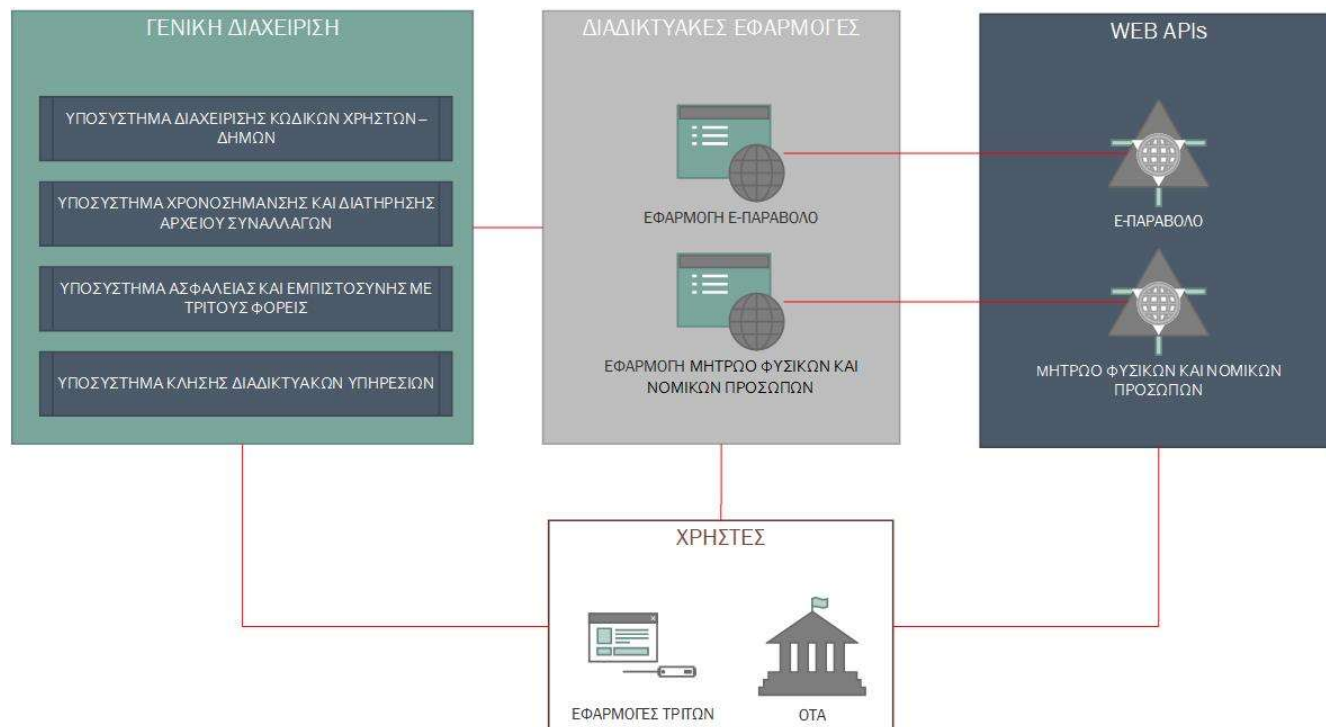 ΓΕΝΙΚΗ ΔΙΑΧΕΙΡΙΣΗ
ΥΠΟΣΥΣΤΗΜΑ ΔΙΑΧΕΙΡΙΣΗΣ ΚΩΔΙΚΩΝ ΧΡΗΣΤΩΝ –
ΔΗΜΩΝ
ΥΠΟΣΥΣΤΗΜΑ ΧΡΟΝΟΣΗΜΑΝΣΗΣ ΚΑΙ ΔΙΑΤΗΡΗΣΗΣ
ΑΡΧΕΙΟΥ ΣΥΝΑΛΛΑΓΩΝ
ΥΠΟΣΥΣΤΗΜΑ ΑΣΦΑΛΕΙΑΣ ΚΑΙ ΕΜΠΙΣΤΟΣΥΝΗΣ ΜΕ
ΤΡΙΤΟΥΣ ΦΟΡΕΙΣ
ΥΠΟΣΥΣΤΗΜΑ ΚΛΗΣΗΣ ΔΙΑΔΙΚΤΥΑΚΩΝ ΥΠΗΡΕΣΙΩΝ
ΔΙΑΔΙΚΤΥΑΚΕΣ ΕΦΑΡΜΟΓΕΣ
ΕΦΑΡΜΟΓΗ Ε-ΠΑΡΑΒΟΛΟ
ΕΦΑΡΜΟΓΗ ΜΗΤΡΩΟ ΦΥΣΙΚΩΝ ΚΑΙ
ΝΟΜΙΚΩΝ ΠΡΟΣΩΠΩΝ
WEB APIs
Ε-ΠΑΡΑΒΟΛΟ
ΜΗΤΡΩΟ ΦΥΣΙΚΩΝ ΚΑΙ ΝΟΜΙΚΩΝ
ΠΡΟΣΩΠΩΝ
ΧΡΗΣΤΕΣ
ΕΦΑΡΜΟΓΕΣ ΤΡΙΤΩΝ
ΟΤΑ